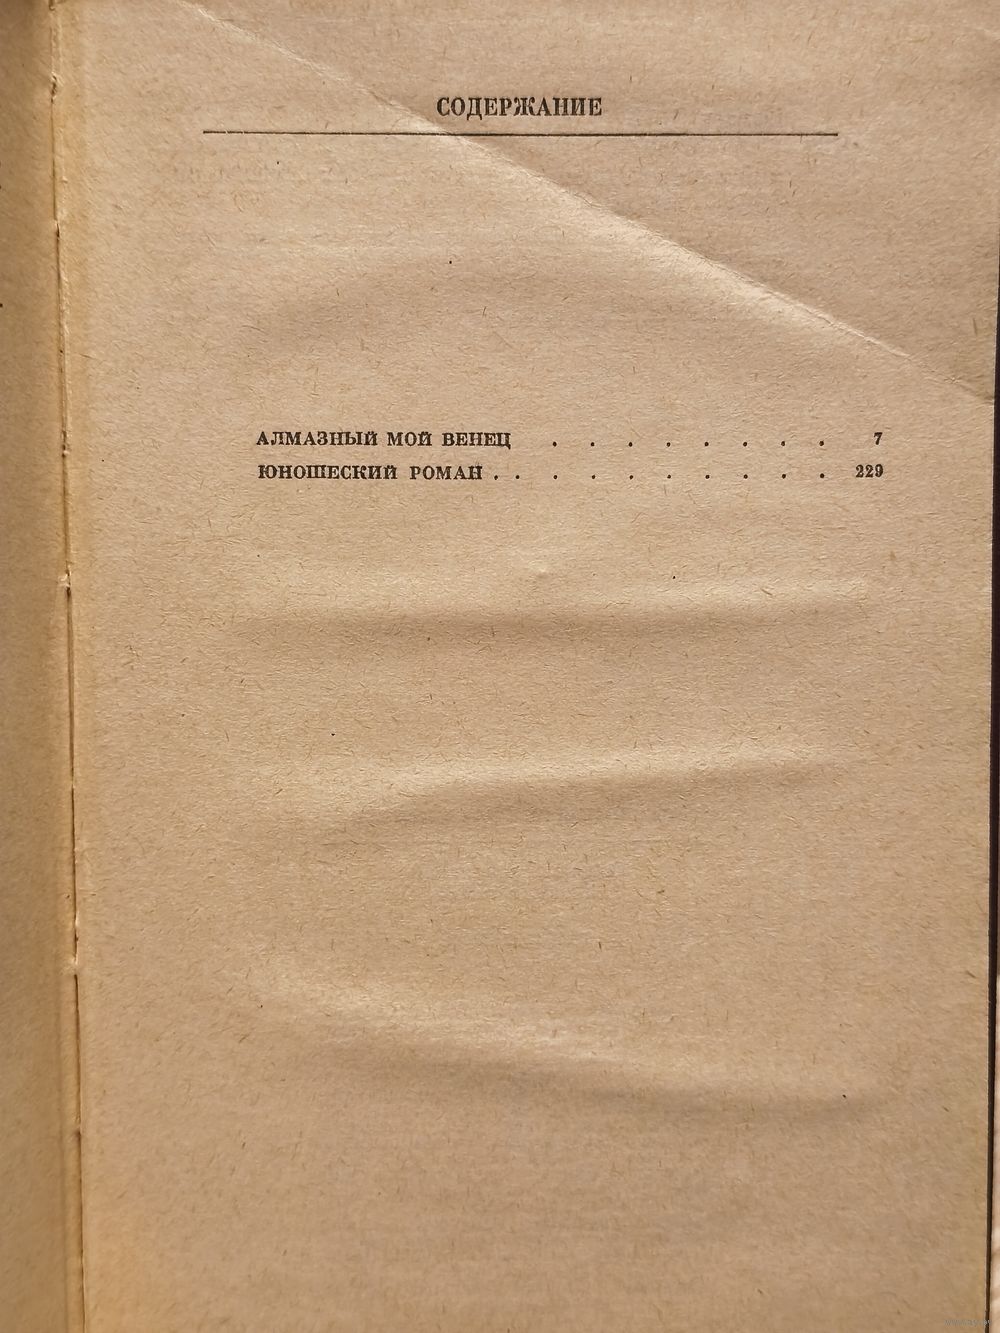 СОДЕРЖАНИЕ
АЛМАЗНЫЙ МОЙ ВЕНЕЦ . . . . . . . . 7
ЮНОШЕСКИЙ РОМАН . . . . . . . . . . 229